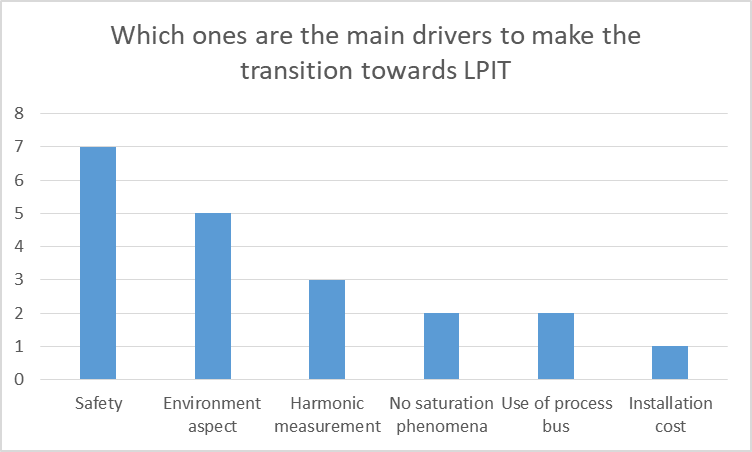 Which ones are the main drivers to make the
transition towards LPIT
8
7
6
5
4
3
2
1
0
Safety
Environment
aspect
Harmonic
measurement
No saturation
phenomena
Use of process
bus
Installation
cost